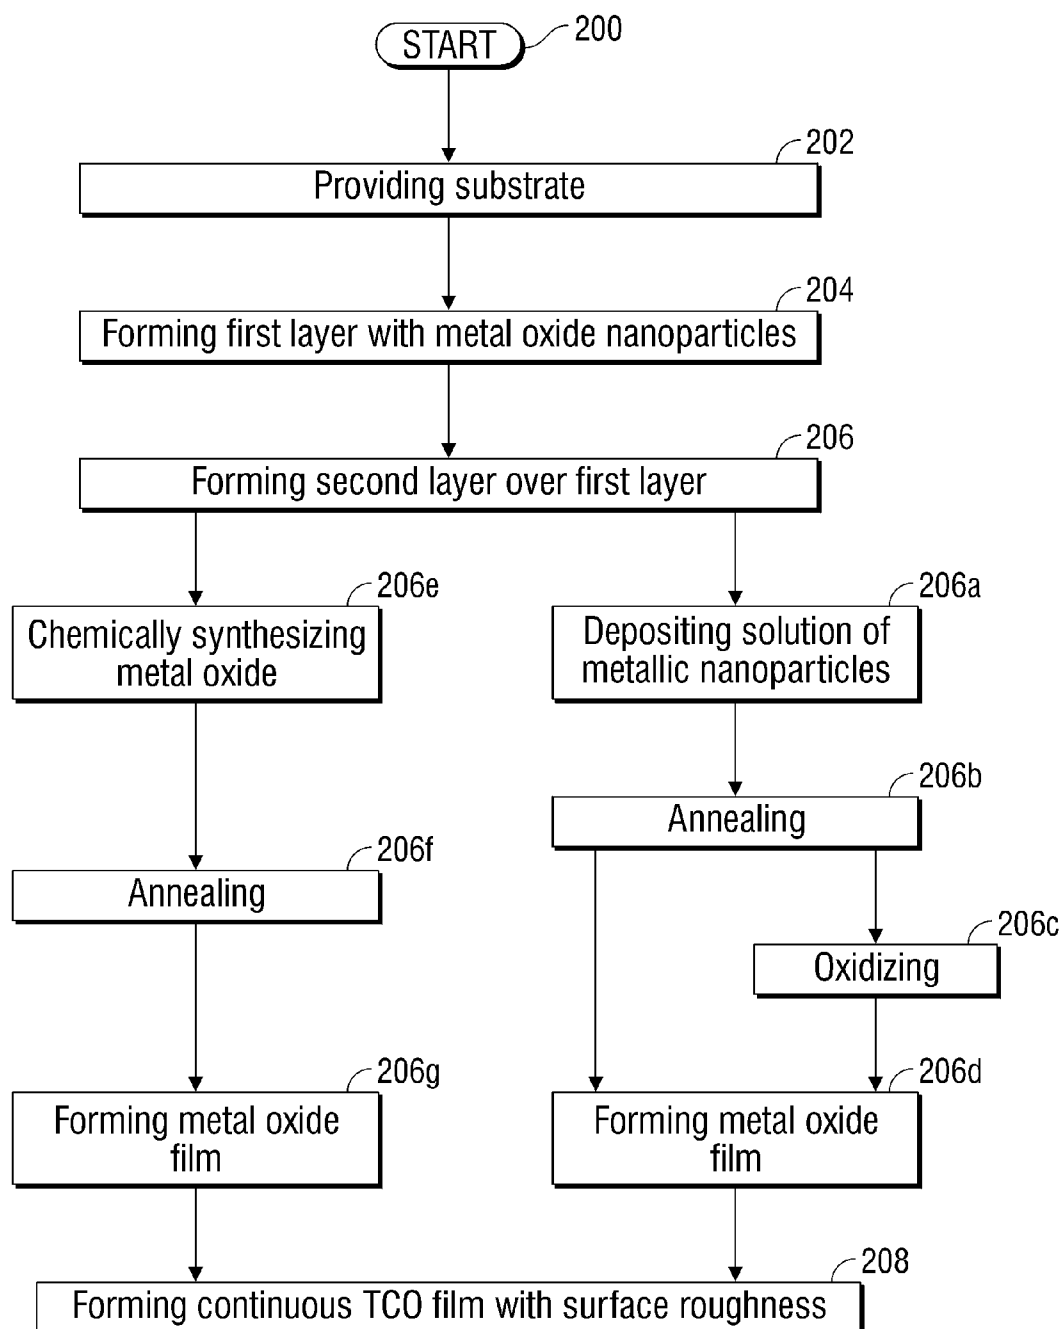 START
200
202
Providing substrate
204
Forming first layer with metal oxide nanoparticles
206
Forming second layer over first layer
206e
Chemically synthesizing
metal oxide
206a
Depositing solution of
metallic nanoparticles
206b
Annealing
206f
Annealing
206c
Oxidizing
206g
Forming metal oxide
film
206d
Forming metal oxide
film
208
Forming continuous TCO film with surface roughness